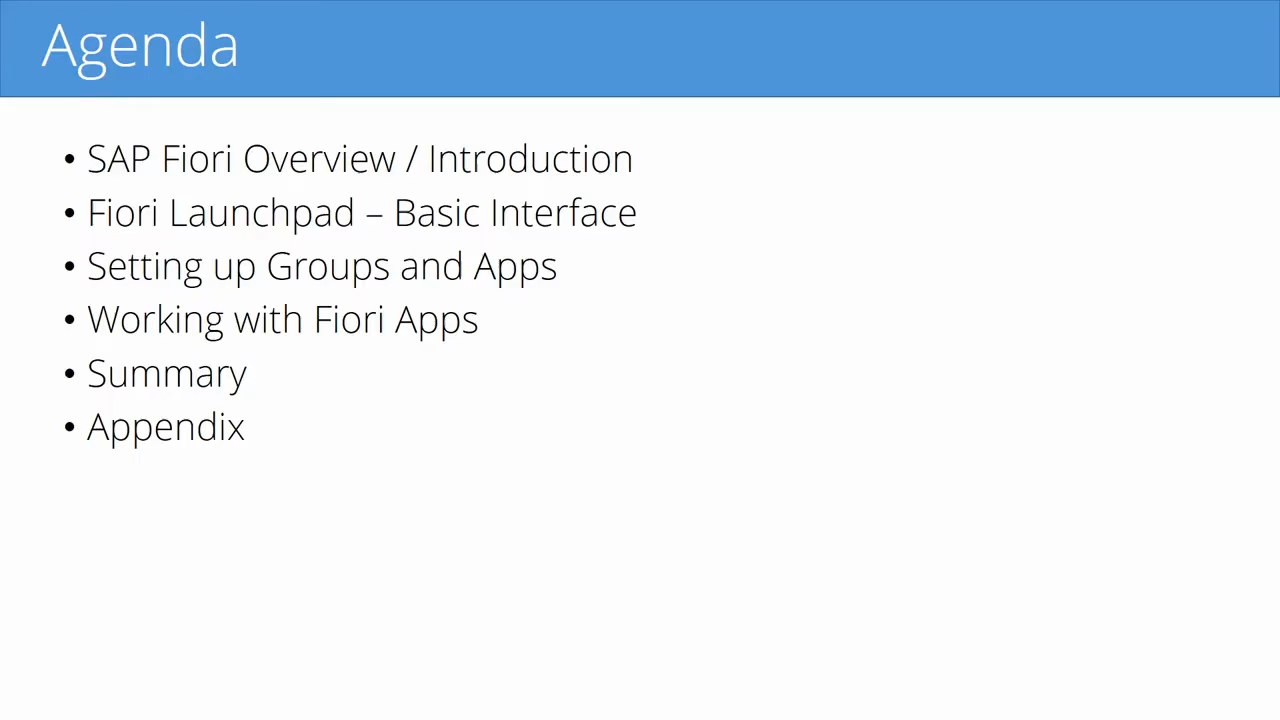 Agenda
• SAP Fiori Overview / Introduction
• Fiori Launchpad – Basic Interface
• Setting up Groups and Apps
• Working with Fiori Apps
• Summary
• Appendix